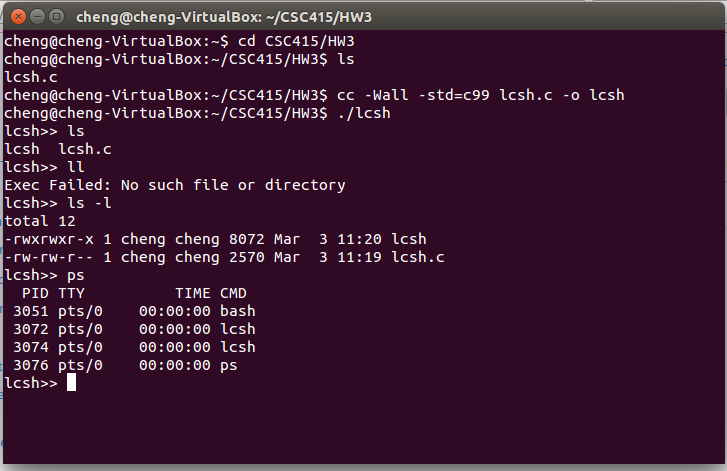 cheng@cheng-VirtualBox: ~/CSC415/HW3
cheng@cheng-VirtualBox:~$ cd CSC415/HW3
cheng@cheng-VirtualBox:~/CSC415/HW3$ ls
lcsh.c
cheng@cheng-VirtualBox:~/CSC415/HW3$ cc -Wall -std=c99 lcsh.c -o lcsh
cheng@cheng-VirtualBox:~/CSC415/HW3$ ./lcsh
lcsh>> ls
lcsh  lcsh.c
lcsh>> ll
Exec Failed: No such file or directory
lcsh>> ls -l
total 12
-rwxrwxr-x 1 cheng cheng 8072 Mar  3 11:20 lcsh
-rw-rw-r-- 1 cheng cheng 2570 Mar  3 11:19 lcsh.c
lcsh>> ps
  PID TTY          TIME CMD
 3051 pts/0    00:00:00 bash
 3072 pts/0    00:00:00 lcsh
 3074 pts/0    00:00:00 lcsh
 3076 pts/0    00:00:00 ps
lcsh>>